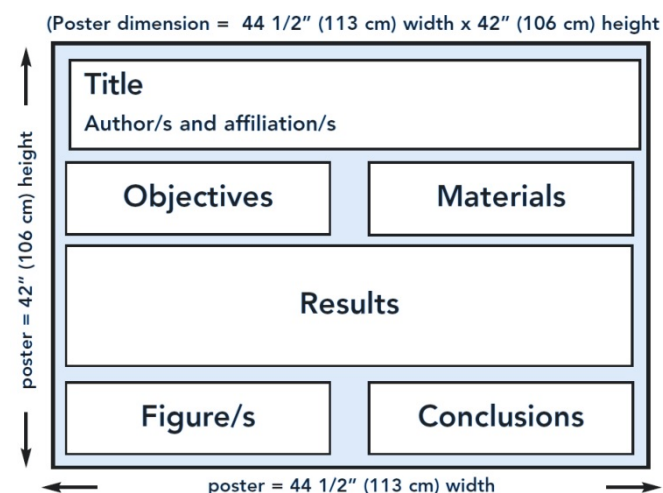 (Poster dimension = 44 1/2” (113 cm) width x 42” (106 cm) height
poster = 42” (106 cm) height
Title
Author/s and affiliation/s
Objectives
Materials
Results
Figure/s
Conclusions
poster = 44 1/2” (113 cm) width